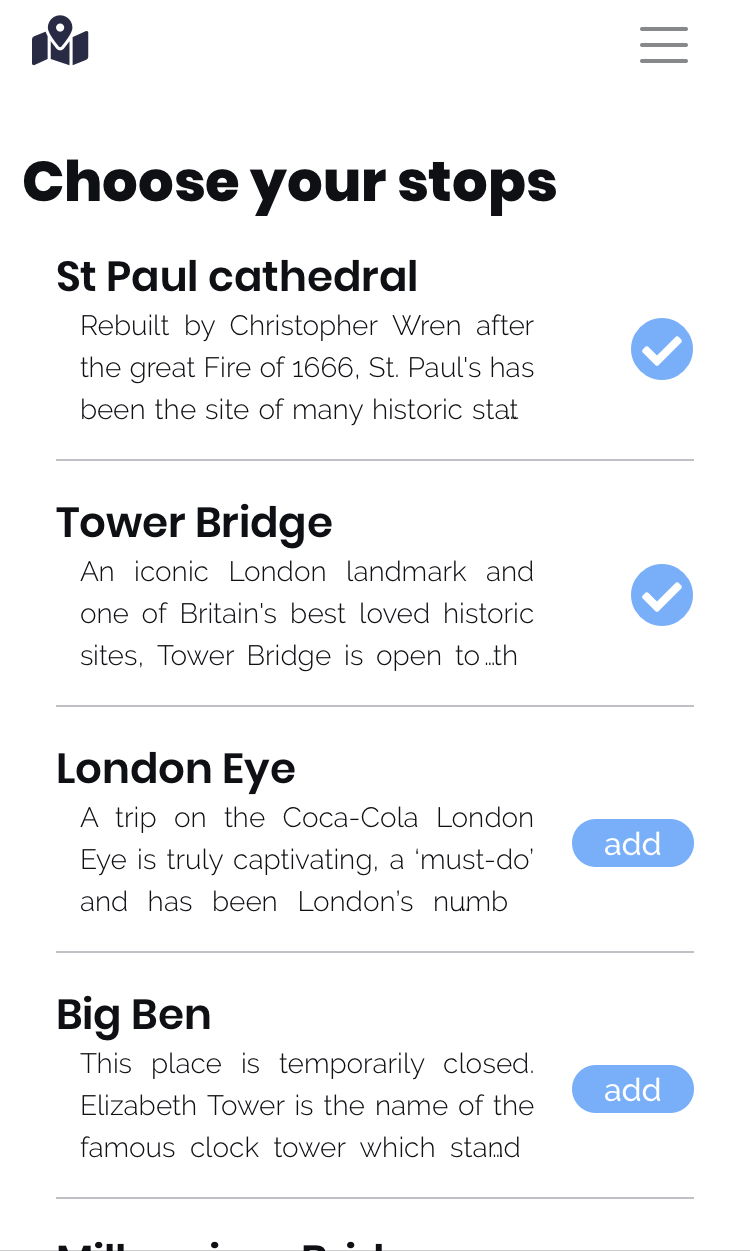 Choose your stops
St Paul cathedral
Rebuilt by Christopher Wren after
the great Fire of 1666, St. Paul's has
been the site of many historic stat...
Tower Bridge
An iconic London landmark and
one of Britain's best loved historic
sites, Tower Bridge is open to ...th
London Eye
A trip on the Coca-Cola London
Eye is truly captivating, a ‘must-do’
and has been London’s numb
add
Big Ben
This place is temporarily closed.
Elizabeth Tower is the name of the
famous clock tower which stand
add